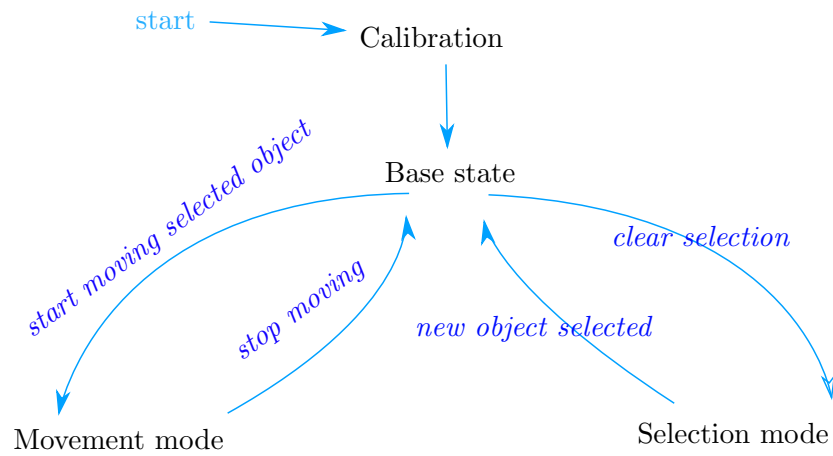 start
Calibration
Base state
start moving selected object
clear selection
stop moving
new object selected
Movement mode
Selection mode